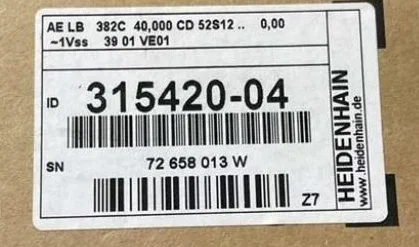 AE LB 382C 40,000 CD 52S12 .. 0,00
~1Vss 39 01 VE01
ID 315420-04
SN 72 658 013 W
Z7
HEIDENHAIN
www.heidenhain.de